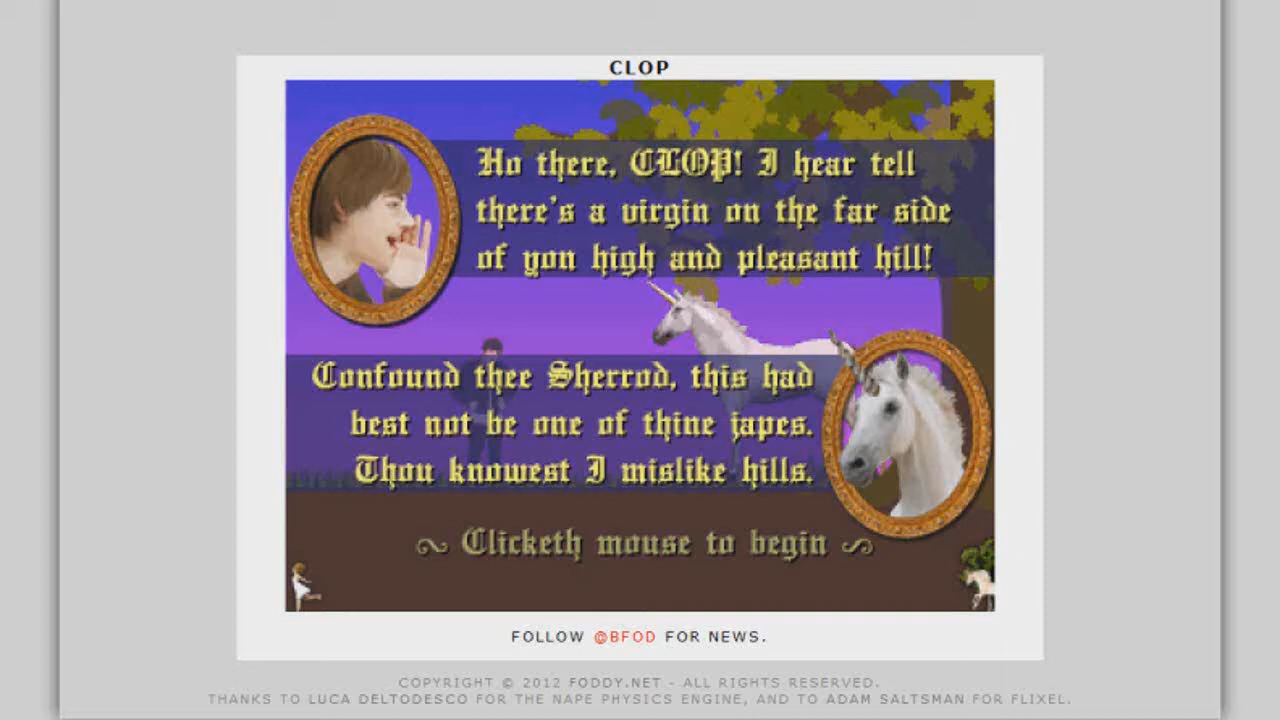 CLOP
Ho there, CLOP! I hear tell
there's a virgin on the far side
of yon high and pleasant hill!
Confound thee Sherrod, this had
best not be one of thine japes.
Thou knowest I mislike hills.
~ Clicketh mouse to begin ~
FOLLOW @BFOD FOR NEWS.
COPYRIGHT © 2012 FODDY.NET - ALL RIGHTS RESERVED.
THANKS TO LUCA DELTODESCO FOR THE NAPE PHYSICS ENGINE, AND TO ADAM SALTSMAN FOR FLIXEL.